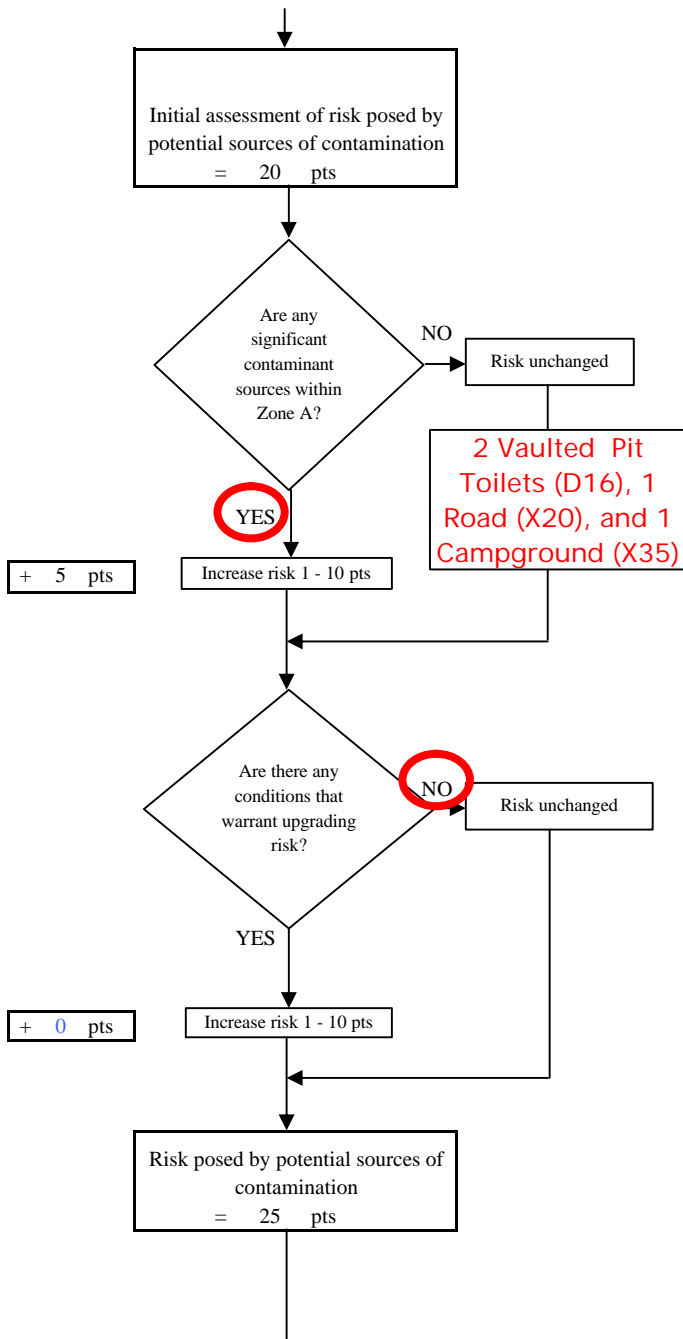 Initial assessment of risk posed by
potential sources of contamination
= 20 pts
Are any
significant
contaminant
sources within
Zone A?
NO
Risk unchanged
2 Vaulted Pit
Toilets (D16), 1
Road (X20), and 1
Campground (X35)
YES
+ 5 pts
Increase risk 1 - 10 pts
Are there any
conditions that
warrant upgrading
risk?
NO
Risk unchanged
YES
+ 0 pts
Increase risk 1 - 10 pts
Risk posed by potential sources of
contamination
= 25 pts